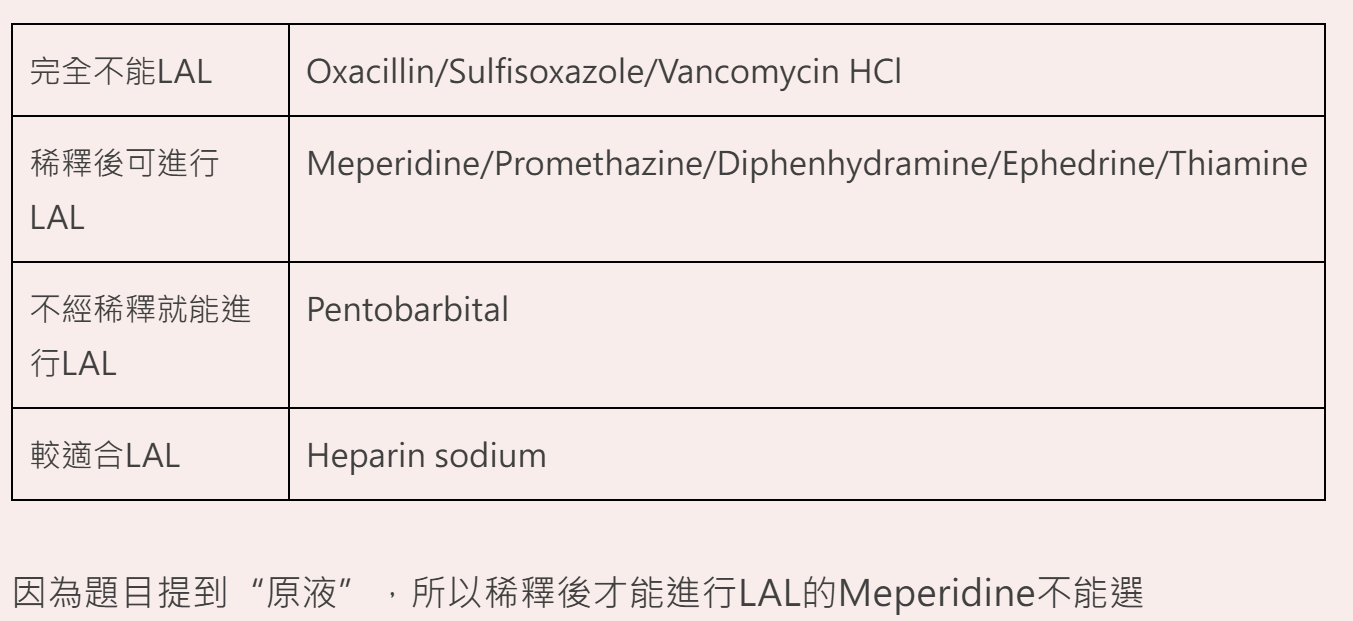 完全不能LAL
Oxacillin/Sulfisoxazole/Vancomycin HCl
稀釋後可進行
LAL
Meperidine/Promethazine/Diphenhydramine/Ephedrine/Thiamine
不經稀釋就能進
行LAL
Pentobarbital
較適合LAL
Heparin sodium
因為題目提到“原液”，所以稀釋後才能進行LAL的Meperidine不能選